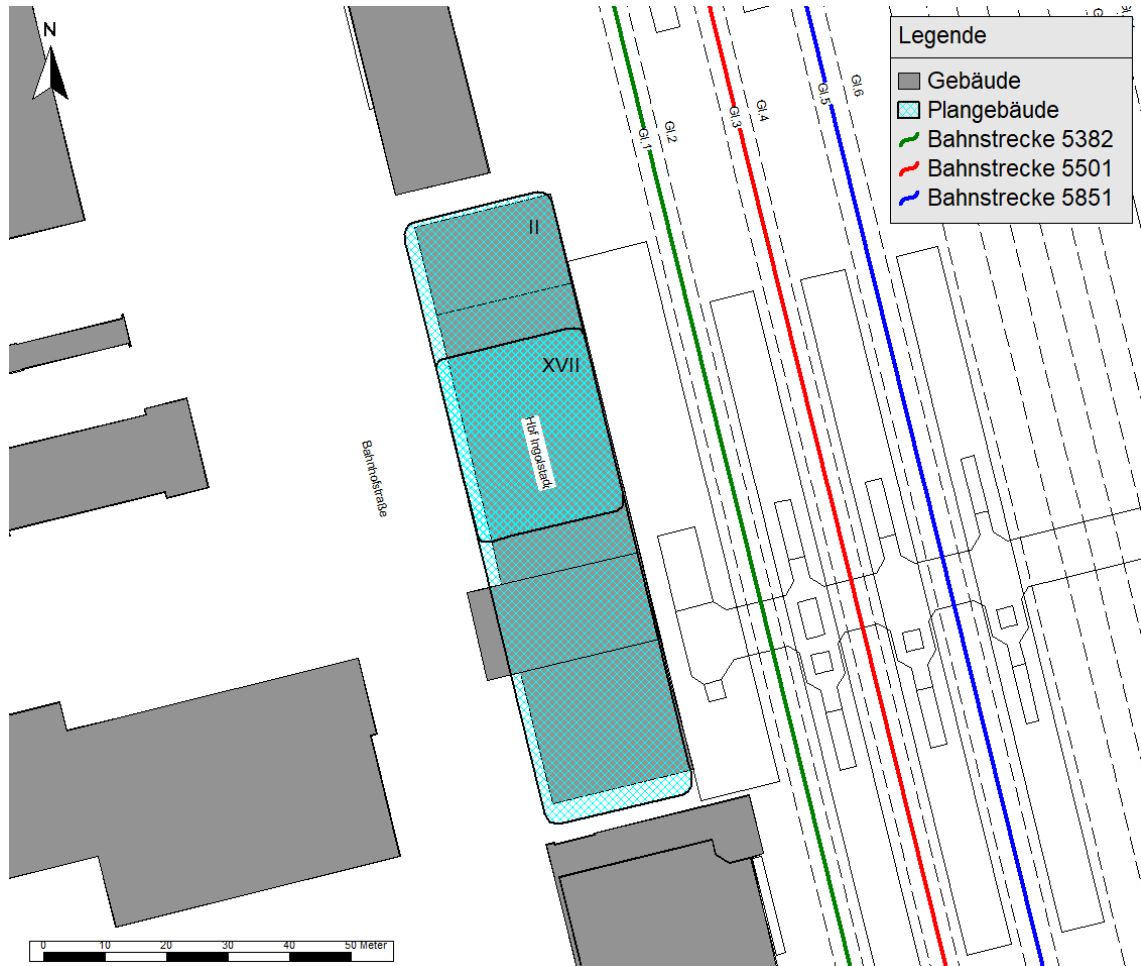 N
Legende
Gebäude
Plangebäude
Bahnstrecke 5382
Bahnstrecke 5501
Bahnstrecke 5851
Gl.1
Gl.2
Gl.3
Gl.4
Gl.5
Gl.6
II
XVII
Hbf Ingolstadt
Bahnhofstraße
0 10 20 30 40 50 Meter